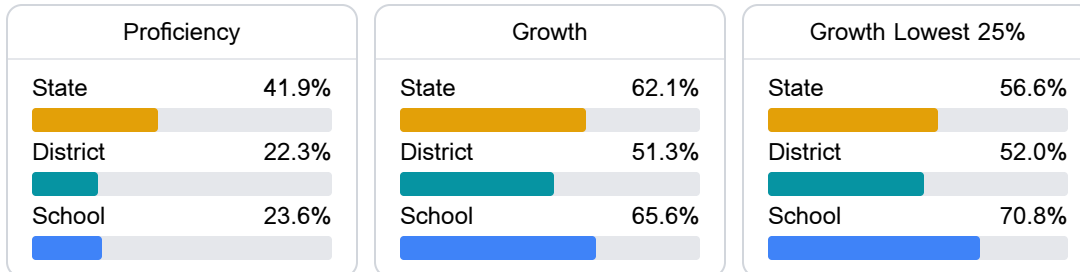 Proficiency
State 41.9%
District 22.3%
School 23.6%
Growth
State 62.1%
District 51.3%
School 65.6%
Growth Lowest 25%
State 56.6%
District 52.0%
School 70.8%